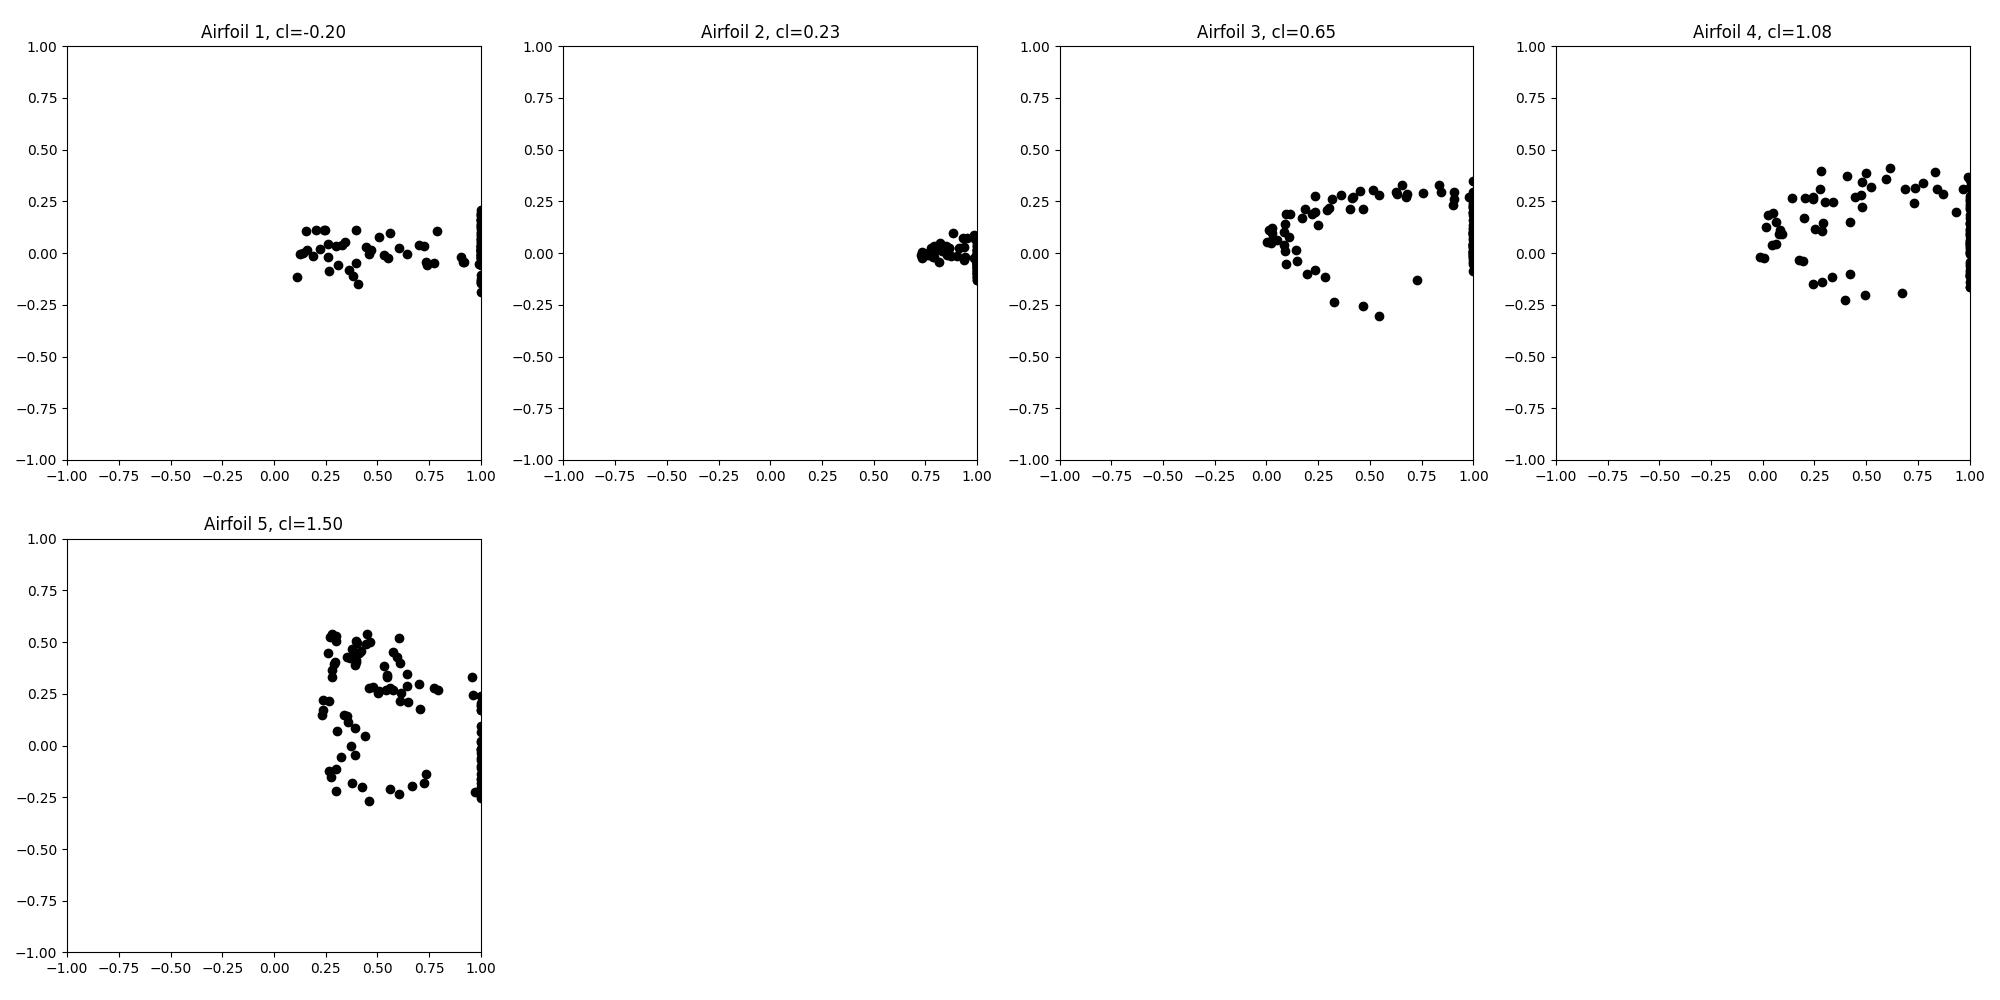 Airfoil 1, cl=-0.20
Airfoil 2, cl=0.23
Airfoil 3, cl=0.65
Airfoil 4, cl=1.08
1.00 1.00 1.00 1.00
0.75 0.75 0.75 0.75
0.50 0.50 0.50 0.50
0.25 0.25 0.25 0.25
0.00 0.00 0.00 0.00
−0.25 −0.25 −0.25 −0.25
−0.50 −0.50 −0.50 −0.50
−0.75 −0.75 −0.75 −0.75
−1.00 −1.00 −1.00 −1.00
−1.00 −0.75 −0.50 −0.25 0.00 0.25 0.50 0.75 1.00
−1.00 −0.75 −0.50 −0.25 0.00 0.25 0.50 0.75 1.00
−1.00 −0.75 −0.50 −0.25 0.00 0.25 0.50 0.75 1.00
−1.00 −0.75 −0.50 −0.25 0.00 0.25 0.50 0.75 1.00
Airfoil 5, cl=1.50
1.00
0.75
0.50
0.25
0.00
−0.25
−0.50
−0.75
−1.00
−1.00 −0.75 −0.50 −0.25 0.00 0.25 0.50 0.75 1.00